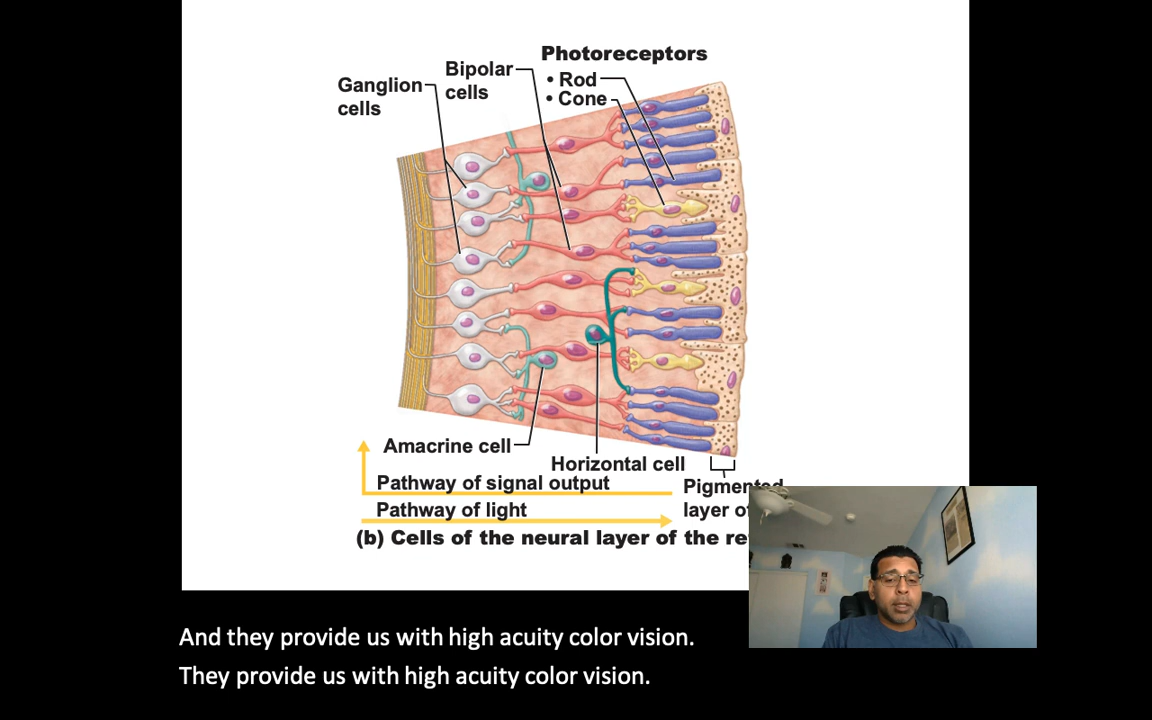 Photoreceptors
• Rod
• Cone
Bipolar
cells
Ganglion
cells
Amacrine cell
Horizontal cell
Pathway of signal output
Pathway of light
Pigmented
layer of
(b) Cells of the neural layer of the
And they provide us with high acuity color vision.
They provide us with high acuity color vision.